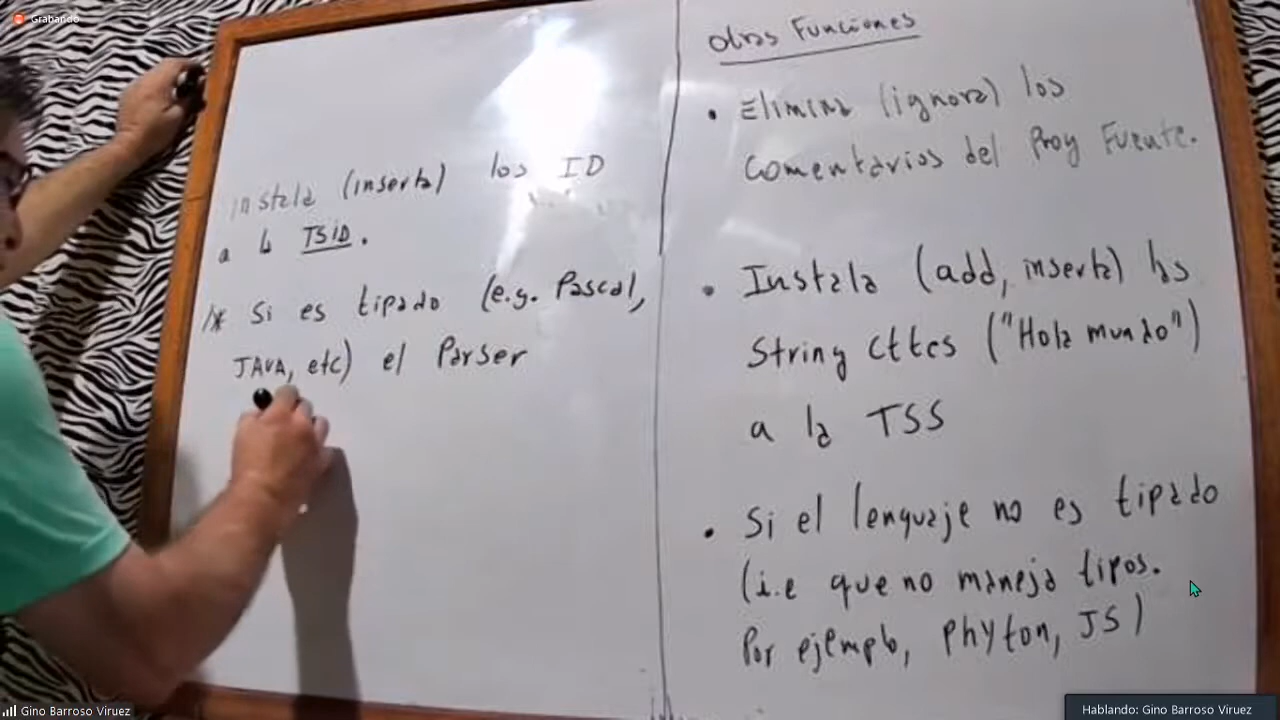 Grabando
Otras Funciones
• Elimina (ignora) los
Comentarios del Prog Fuente.
• Instala (add, inserta) las
String Cttes ("Hola mundo")
a la TSS
• Si el lenguaje no es tipado
(i.e que no maneja tipos.
Por ejemplo, Phyton, JS)
instala (inserta) los ID
a la TSID.
/* Si es tipado (e.g. Pascal,
JAVA, etc) el Parser
Gino Barroso Viruez
Hablando: Gino Barroso Viruez